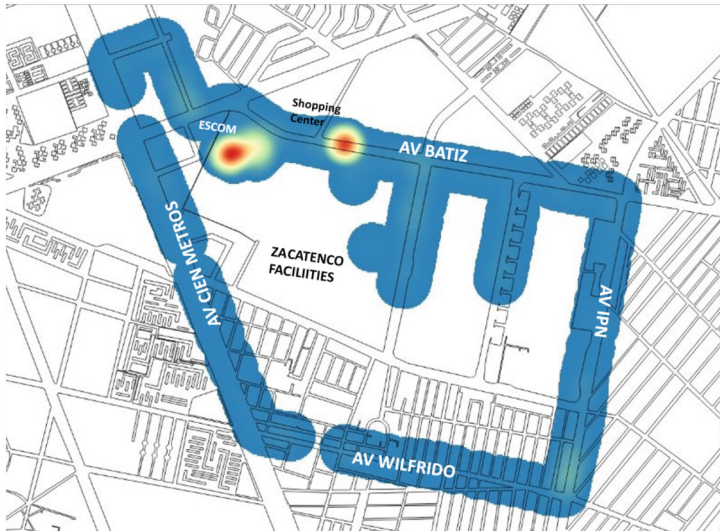 Shopping
Center
ESCOM
AV BATIZ
AV CIEN METROS
ZACATENCO
FACILIITIES
AV IPN
AV WILFRIDO